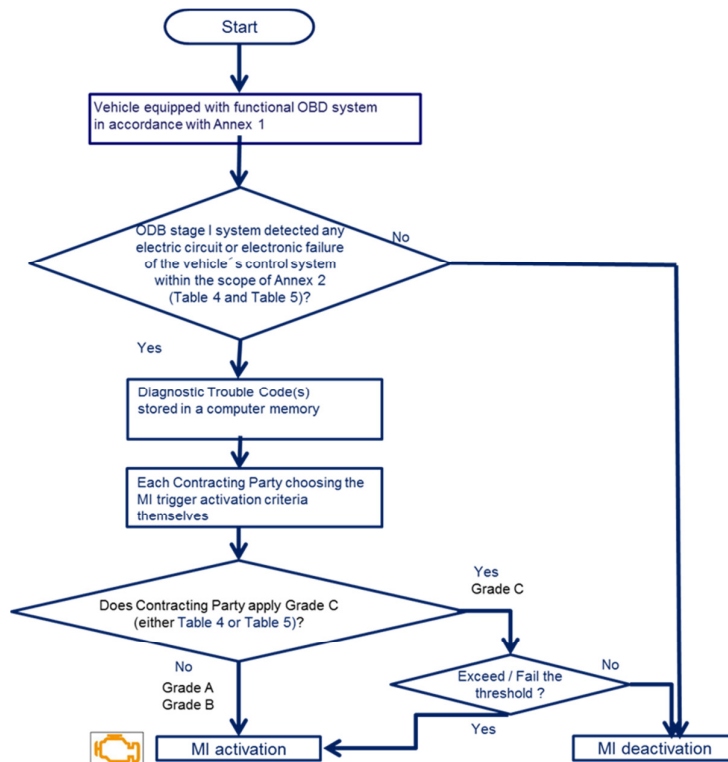 Start
Vehicle equipped with functional OBD system
in accordance with Annex 1
ODB stage I system detected any
electric circuit or electronic failure
of the vehicle´s control system
within the scope of Annex 2
(Table 4 and Table 5)?
No
Yes
Diagnostic Trouble Code(s)
stored in a computer memory
Each Contracting Party choosing the
MI trigger activation criteria
themselves
Yes
Grade C
Does Contracting Party apply Grade C
(either Table 4 or Table 5)?
No
Grade A
Grade B
Exceed / Fail the
threshold ?
No
Yes
MI activation
MI deactivation